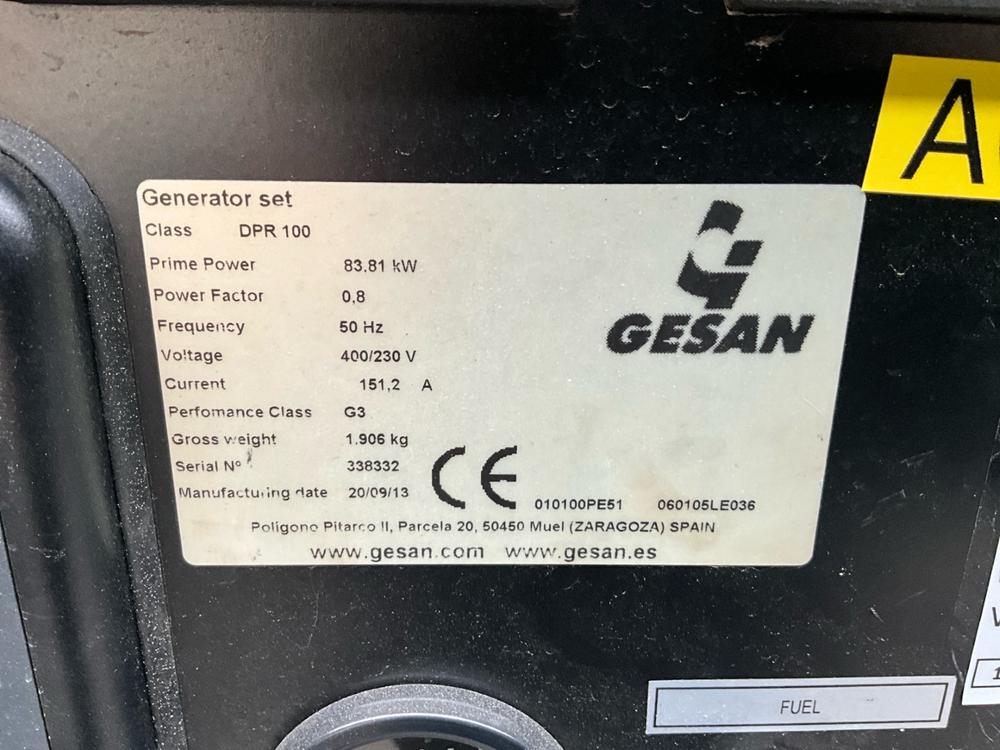 A
Generator set
Class DPR 100
Prime Power 83.81 kW
Power Factor 0,8
Frequency 50 Hz
Voltage 400/230 V
Current 151,2 A
Perfomance Class G3
Gross weight 1.906 kg
Serial Nº 338332
Manufacturing date 20/09/13
GESAN
CE
010100PE51 060105LE036
Poligono Pitarco II, Parcela 20, 50450 Muel (ZARAGOZA) SPAIN
www.gesan.com www.gesan.es
FUEL